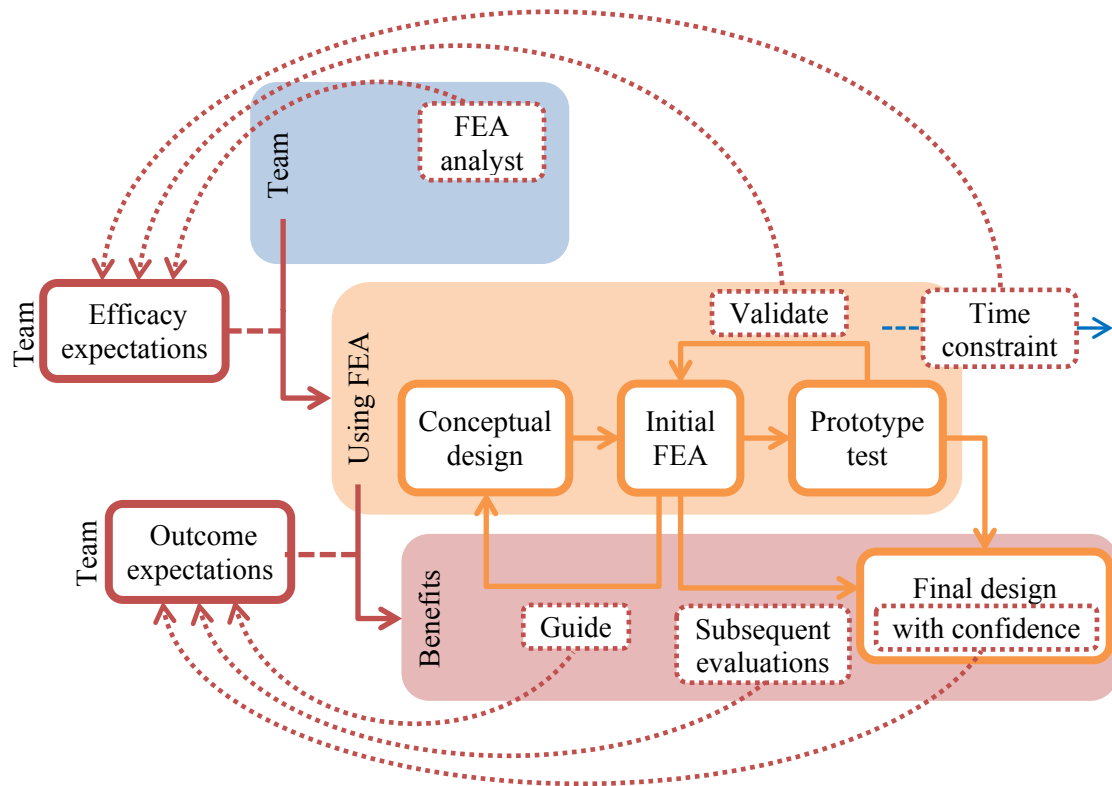 FEA
analyst
Team
Team
Efficacy
expectations
Validate
Time
constraint
Using FEA
Conceptual
design
Initial
FEA
Prototype
test
Team
Outcome
expectations
Benefits
Guide
Subsequent
evaluations
Final design
with confidence